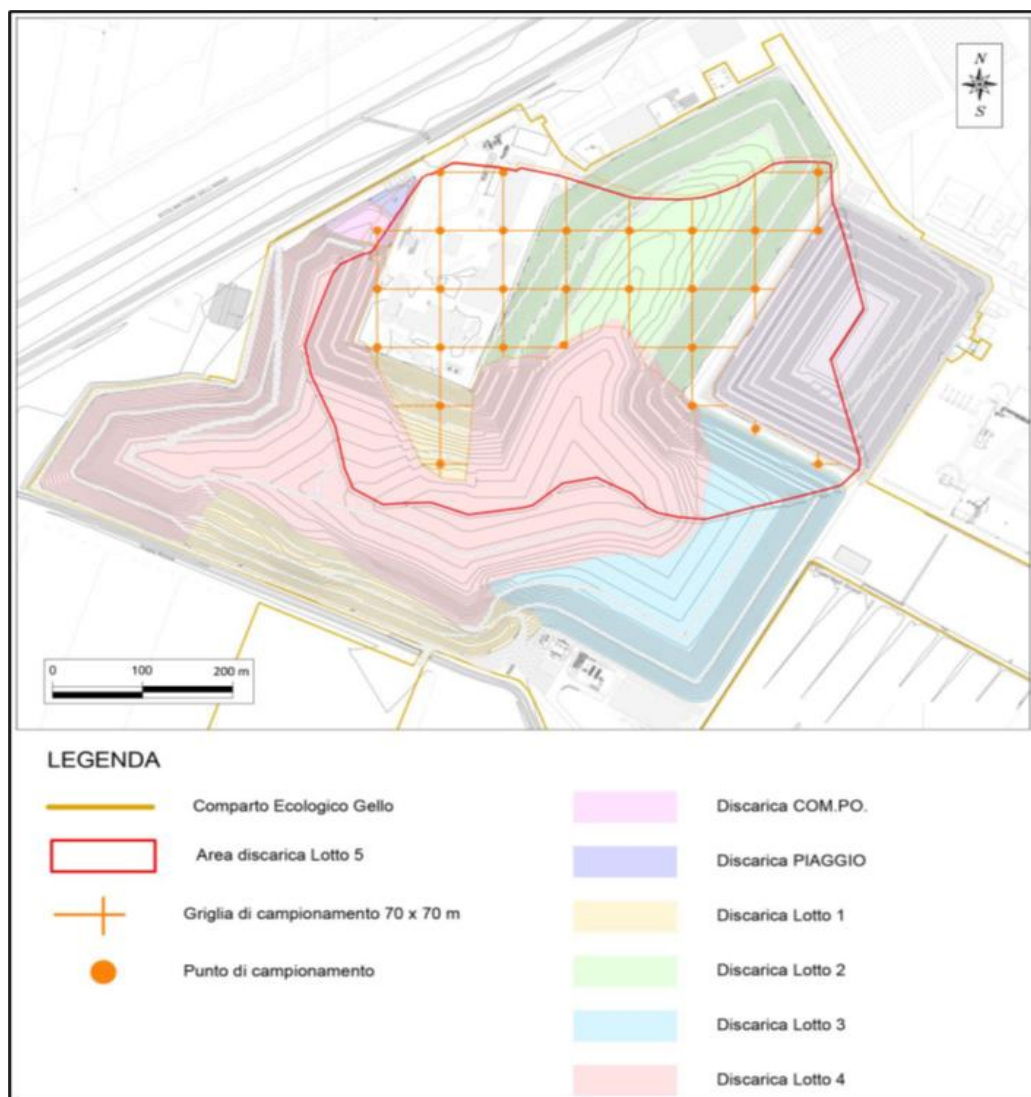 N
S
0 100 200 m
LEGENDA
Comparto Ecologico Gello
Area discarica Lotto 5
Griglia di campionamento 70 x 70 m
Punto di campionamento
Discarica COM.PO.
Discarica PIAGGIO
Discarica Lotto 1
Discarica Lotto 2
Discarica Lotto 3
Discarica Lotto 4